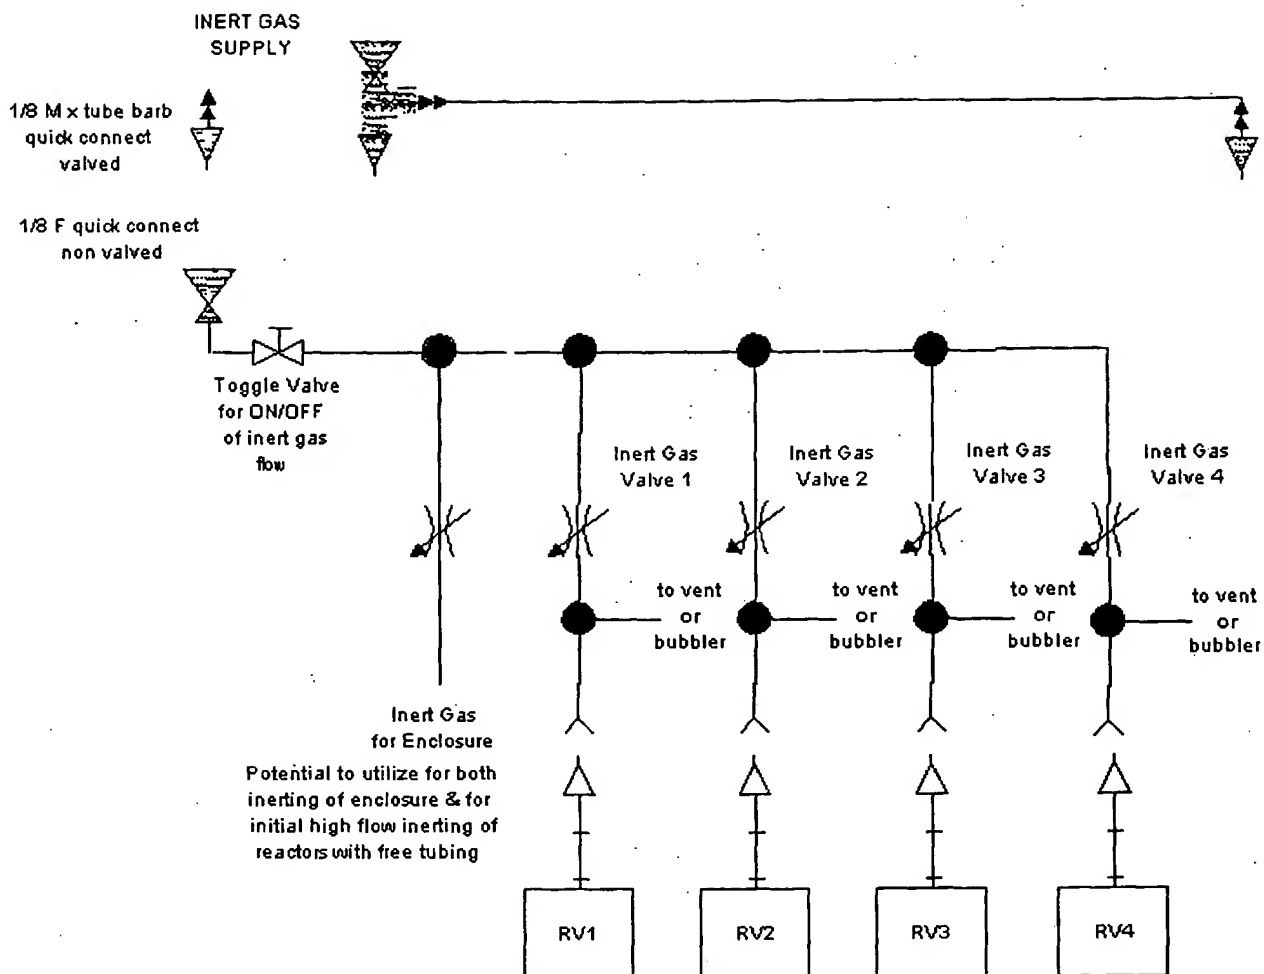 INERT GAS
SUPPLY
1/8 M x tube barb
quick connect
valved
1/8 F quick connect
non valved
Toggle Valve
for ON/OFF
of inert gas
flow
Inert Gas
Valve 1
Inert Gas
Valve 2
Inert Gas
Valve 3
Inert Gas
Valve 4
to vent
or
bubbler
to vent
or
bubbler
to vent
or
bubbler
to vent
or
bubbler
Inert Gas
for Enclosure
Potential to utilize for both
inerting of enclosure & for
initial high flow inerting of
reactors with free tubing
RV1
RV2
RV3
RV4